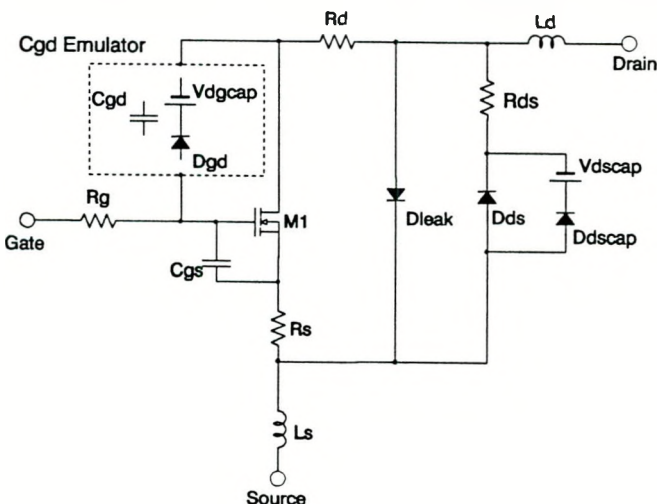 Rd
Ld
Cgd Emulator
Drain
Cgd
Vdgcap
Rds
Dgd
Vdscap
Rg
M1
Dleak
Dds
Ddscap
Gate
Cgs
Rs
Ls
Source